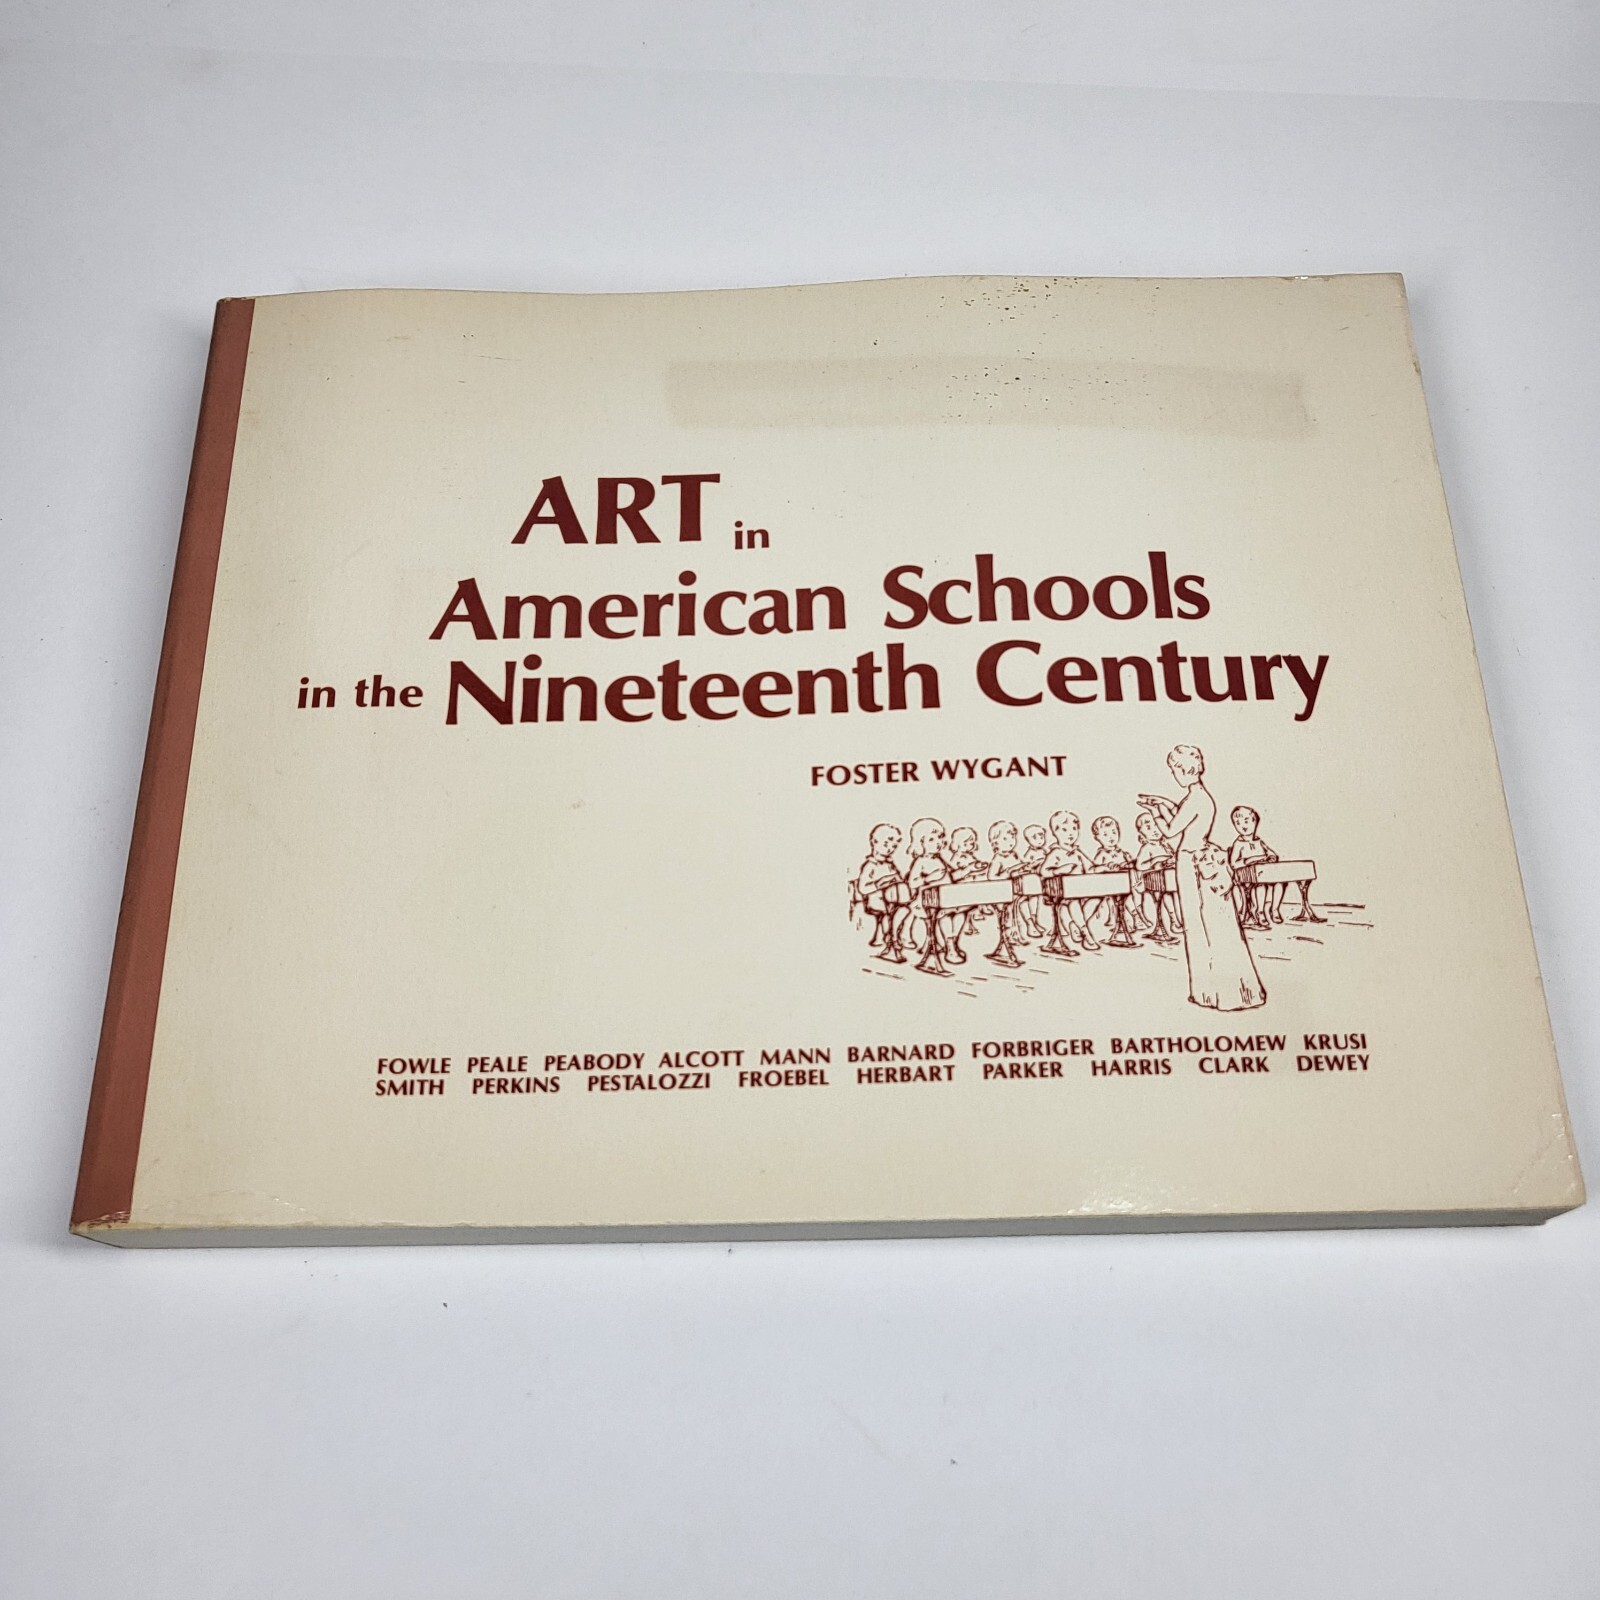 ART in
American Schools
in the Nineteenth Century
FOSTER WYGANT
FOWLE PEALE PEABODY ALCOTT MANN BARNARD FORBRIGER BARTHOLOMEW KRUSI
SMITH PERKINS PESTALOZZI FROEBEL HERBART PARKER HARRIS CLARK DEWEY